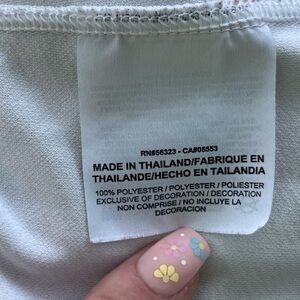 RN#56323 - CA#05553
MADE IN THAILAND/FABRIQUE EN
THAILANDE/HECHO EN TAILANDIA
100% POLYESTER / POLYESTER / POLIESTER
EXCLUSIVE OF DECORATION / DECORATION
NON COMPRISE / NO INCLUYE LA
DECORACION